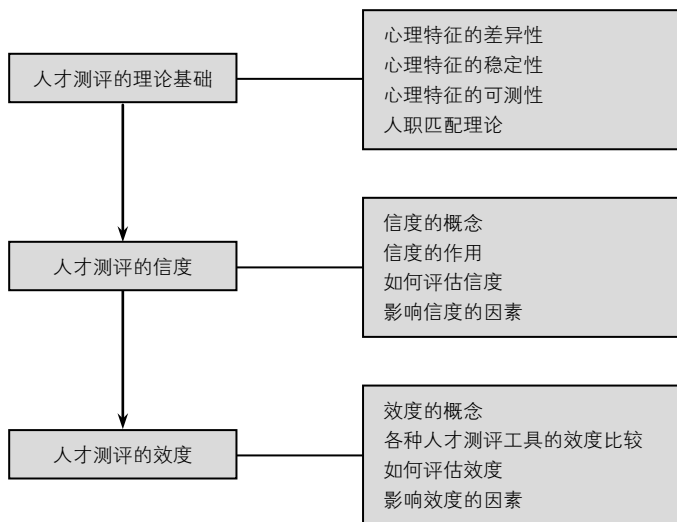 人才测评的理论基础
心理特征的差异性
心理特征的稳定性
心理特征的可测性
人职匹配理论
人才测评的信度
信度的概念
信度的作用
如何评估信度
影响信度的因素
人才测评的效度
效度的概念
各种人才测评工具的效度比较
如何评估效度
影响效度的因素